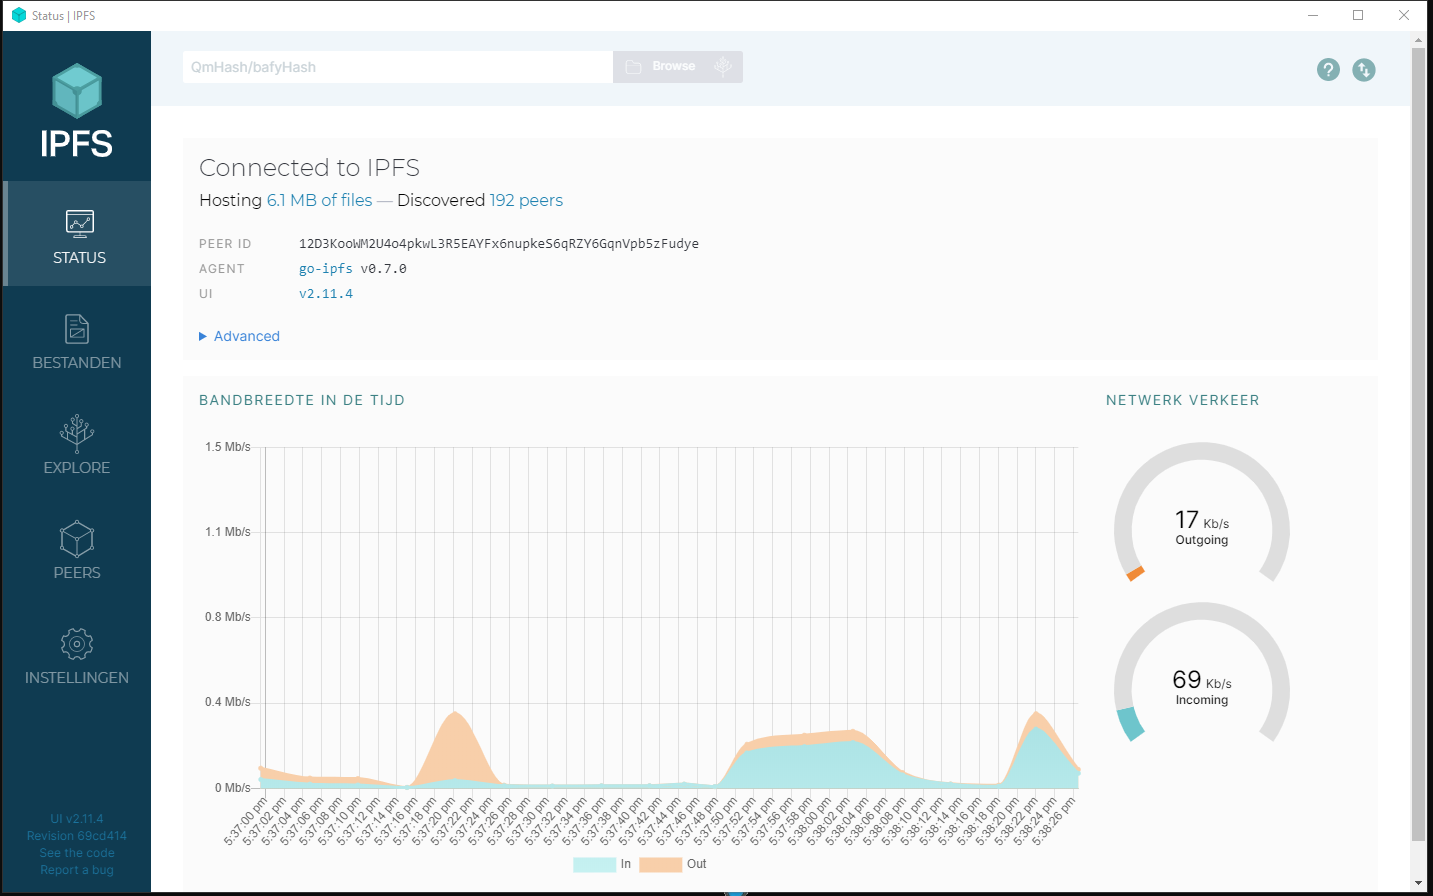 Status | IPFS
QmHash/bafyHash
Browse
IPFS
STATUS
BESTANDEN
EXPLORE
PEERS
INSTELLINGEN
UI v2.11.4
Revision 69cd414
See the code
Report a bug
Connected to IPFS
Hosting 6.1 MB of files — Discovered 192 peers
PEER ID 12D3KooWM2U4o4pkwL3R5EAYFx6nupkeS6qRZY6GqnVpb5zFudye
AGENT go-ipfs v0.7.0
UI v2.11.4
Advanced
BANDBREEDTE IN DE TIJD
1.5 Mb/s
1.1 Mb/s
0.8 Mb/s
0.4 Mb/s
0 Mb/s
5:37:00 pm
5:37:02 pm
5:37:04 pm
5:37:06 pm
5:37:08 pm
5:37:10 pm
5:37:12 pm
5:37:14 pm
5:37:16 pm
5:37:18 pm
5:37:20 pm
5:37:22 pm
5:37:24 pm
5:37:26 pm
5:37:28 pm
5:37:30 pm
5:37:32 pm
5:37:34 pm
5:37:36 pm
5:37:38 pm
5:37:40 pm
5:37:42 pm
5:37:44 pm
5:37:46 pm
5:37:48 pm
5:37:50 pm
5:37:52 pm
5:37:54 pm
5:37:56 pm
5:37:58 pm
5:38:00 pm
5:38:02 pm
5:38:04 pm
5:38:06 pm
5:38:08 pm
5:38:10 pm
5:38:12 pm
5:38:14 pm
5:38:16 pm
5:38:18 pm
5:38:20 pm
5:38:22 pm
5:38:24 pm
5:38:26 pm
In
Out
NETWERK VERKEER
17 Kb/s
Outgoing
69 Kb/s
Incoming